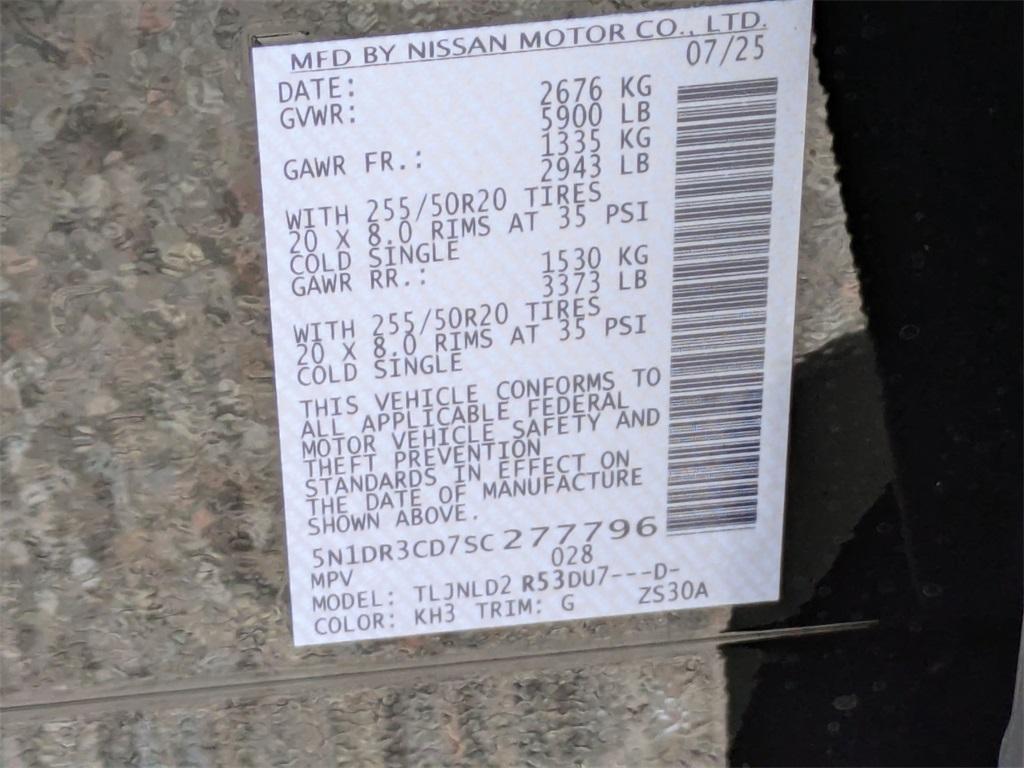 MFD BY NISSAN MOTOR CO., LTD.
DATE: 07/25
GVWR: 2676 KG
5900 LB
GAWR FR.: 1335 KG
2943 LB
WITH 255/50R20 TIRES
20 X 8.0 RIMS AT 35 PSI
COLD SINGLE
GAWR RR.: 1530 KG
3373 LB
WITH 255/50R20 TIRES
20 X 8.0 RIMS AT 35 PSI
COLD SINGLE
THIS VEHICLE CONFORMS TO
ALL APPLICABLE FEDERAL
MOTOR VEHICLE SAFETY AND
THEFT PREVENTION
STANDARDS IN EFFECT ON
THE DATE OF MANUFACTURE
SHOWN ABOVE.
5N1DR3CD7SC277796
MPV 028
MODEL: TLJNLD2 R53DU7---D-
COLOR: KH3 TRIM: G ZS30A